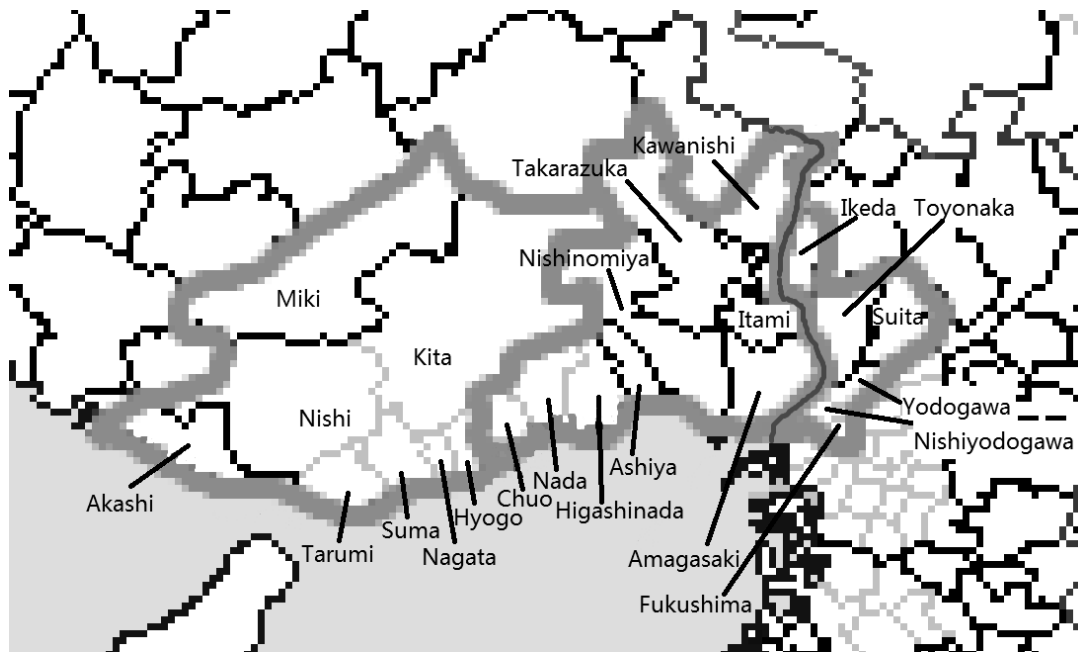 Kawanishi
Takarazuka
Ikeda
Toyonaka
Nishinomiya
Miki
Itami
Suita
Kita
Nishi
Yodogawa
Nishiyodogawa
Akashi
Ashiya
Nada
Chuo
Higashinada
Hyogo
Suma
Tarumi
Nagata
Amagasaki
Fukushima